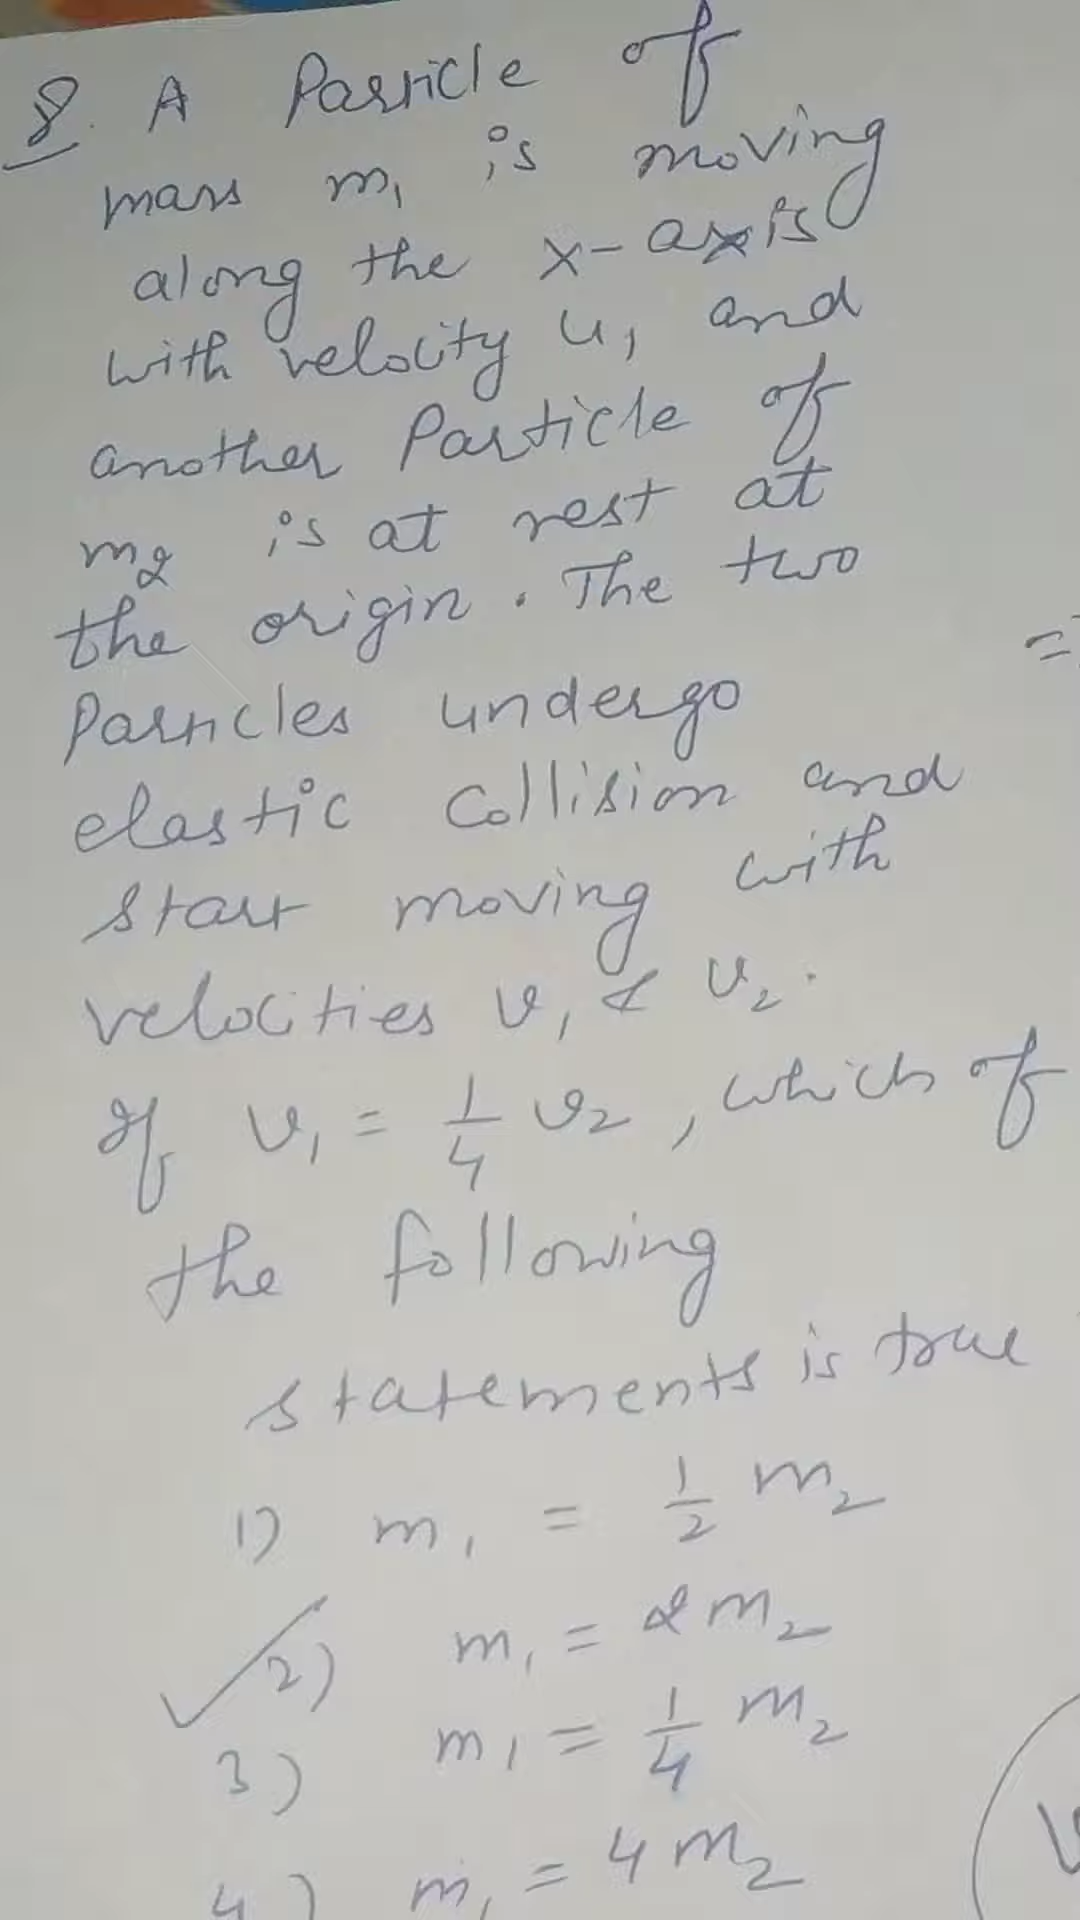 8. A Particle of
mass m₁ is moving
along the x-axis
with velocity u₁ and
another Particle of
m₂ is at rest at
the origin. The two
Particles undergo
elastic Collision and
start moving with
velocities v₁ & v₂.
If v₁ = 1/4 v₂, which of
the following
statements is true
1) m₁ = 1/2 m₂
2) m₁ = 2m₂
3) m₁ = 1/4 m₂
4) m₁ = 4m₂